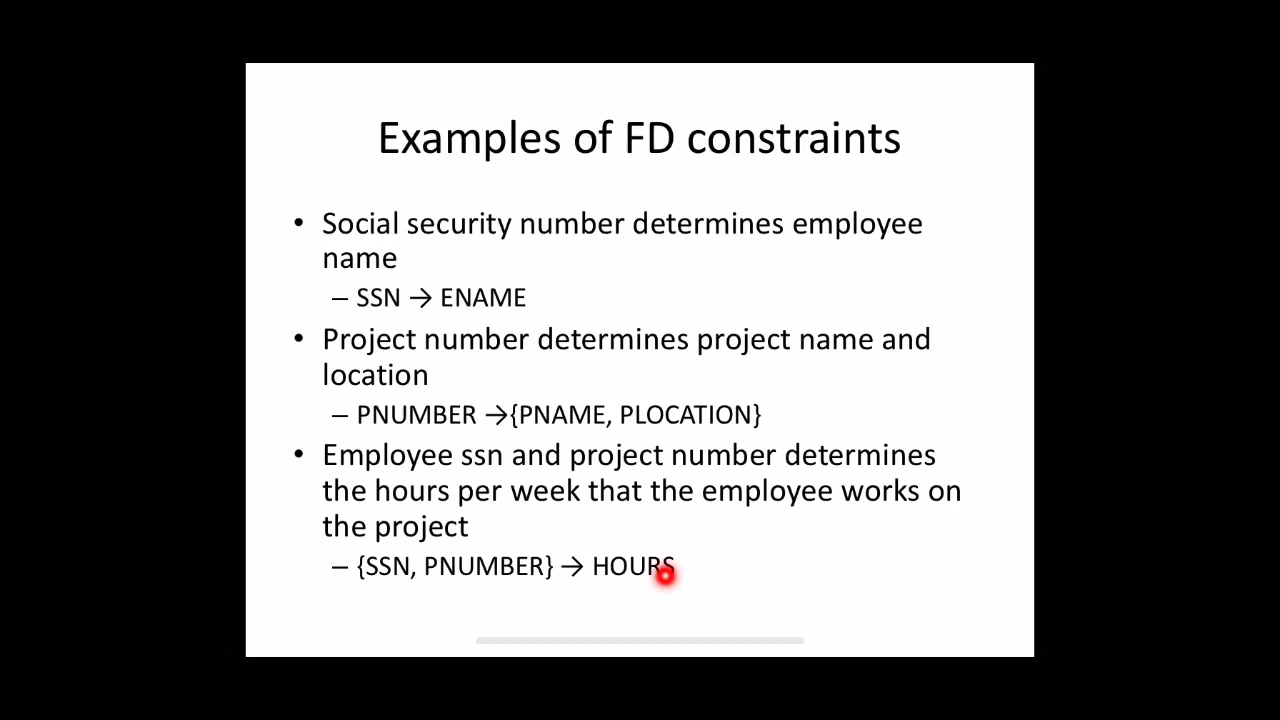 Examples of FD constraints
• Social security number determines employee
name
– SSN → ENAME
• Project number determines project name and
location
– PNUMBER →{PNAME, PLOCATION}
• Employee ssn and project number determines
the hours per week that the employee works on
the project
– {SSN, PNUMBER} → HOURS